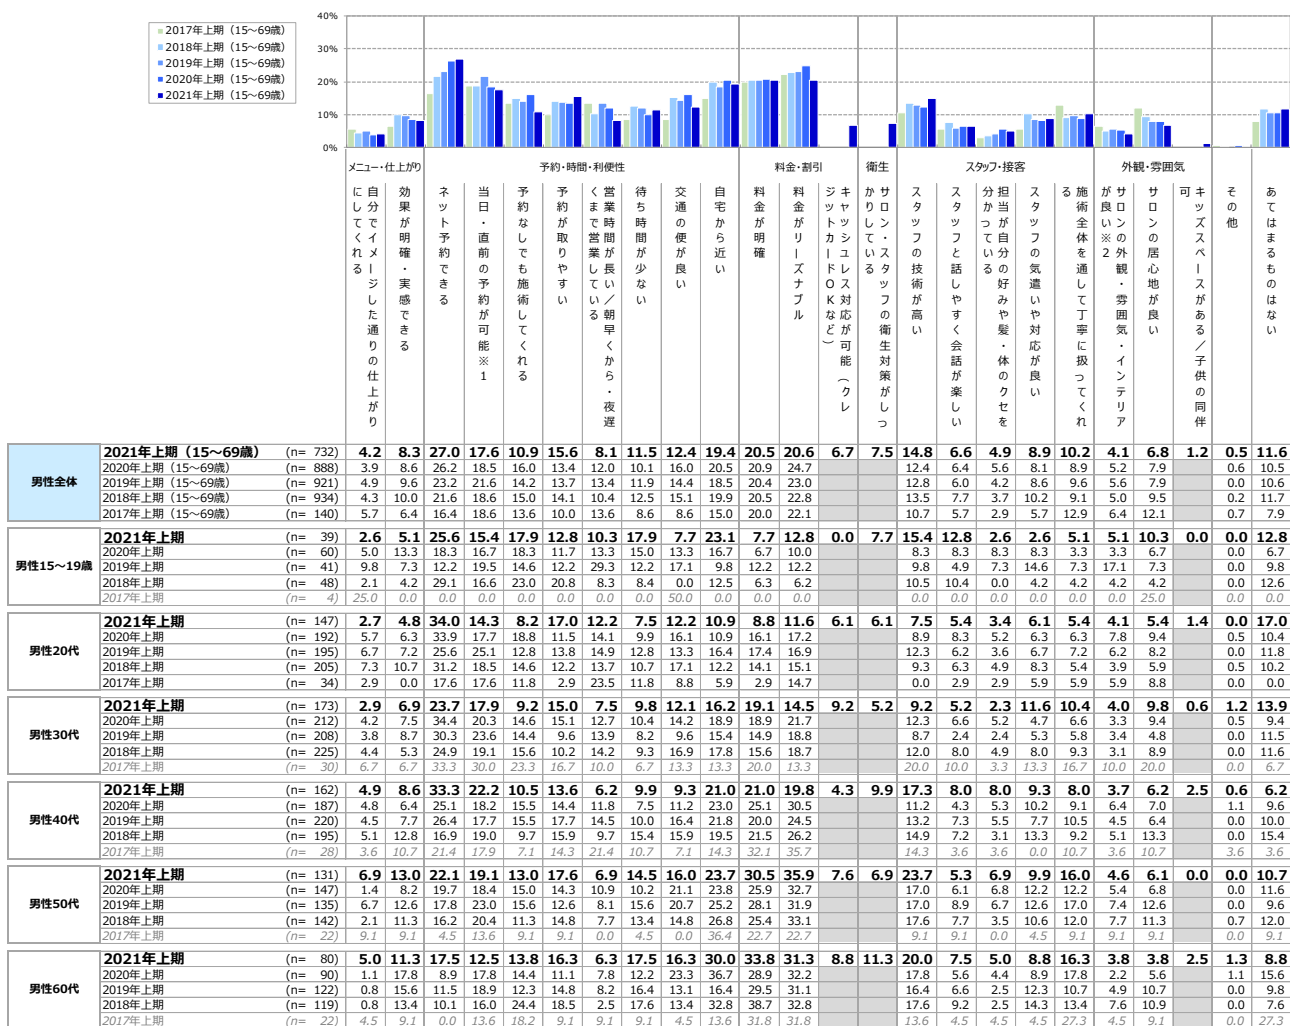 40%
30%
20%
10%
0%
2017年上期（15～69歳）
2018年上期（15～69歳）
2019年上期（15～69歳）
2020年上期（15～69歳）
2021年上期（15～69歳）
メニュー・仕上がり 予約・時間・利便性 料金・割引 衛生 スタッフ・接客 外観・雰囲気
自分でイメージした通りの仕上がりにしてくれる
効果が明確・実感できる
ネット予約できる
当日・直前の予約が可能※1
予約なしでも施術してくれる
予約が取りやすい
営業時間が長い／朝早くから・夜遅くまで営業している
待ち時間が少ない
交通の便が良い
自宅から近い
料金が明確
料金がリーズナブル
キャッシュレス対応が可能（クレジットカードOKなど）
サロン・スタッフの衛生対策がしっかりしている
スタッフの技術が高い
スタッフと話しやすく会話が楽しい
担当が自分の好みや髪・体のクセを分かっている
スタッフの気遣いや対応が良い
施術全体を通して丁寧に扱ってくれる
サロンの外観・雰囲気・インテリアが良い※2
サロンの居心地が良い
キッズスペースがある／子供の同伴可
その他
あてはまるものはない
男性全体
2021年上期（15～69歳） (n= 732) 4.2 8.3 27.0 17.6 10.9 15.6 8.1 11.5 12.4 19.4 20.5 20.6 6.7 7.5 14.8 6.6 4.9 8.9 10.2 4.1 6.8 1.2 0.5 11.6
2020年上期（15～69歳） (n= 888) 3.9 8.6 26.2 18.5 16.0 13.4 12.0 10.1 16.0 20.5 20.9 24.7 12.4 6.4 5.6 8.1 8.9 5.2 7.9 0.6 10.5
2019年上期（15～69歳） (n= 921) 4.9 9.6 23.2 21.6 14.2 13.7 13.4 11.9 14.4 18.5 20.4 23.0 12.8 6.0 4.2 8.6 9.6 5.6 7.9 0.0 10.6
2018年上期（15～69歳） (n= 934) 4.3 10.0 21.6 18.6 15.0 14.1 10.4 12.5 15.1 19.9 20.5 22.8 13.5 7.7 3.7 10.2 9.1 5.0 9.5 0.2 11.7
2017年上期（15～69歳） (n= 140) 5.7 6.4 16.4 18.6 13.6 10.0 13.6 8.6 8.6 15.0 20.0 22.1 10.7 5.7 2.9 5.7 12.9 6.4 12.1 0.7 7.9
男性15～19歳
2021年上期 (n= 39) 2.6 5.1 25.6 15.4 17.9 12.8 10.3 17.9 7.7 23.1 7.7 12.8 0.0 7.7 15.4 12.8 2.6 2.6 5.1 5.1 10.3 0.0 0.0 12.8
2020年上期 (n= 60) 5.0 13.3 18.3 16.7 18.3 11.7 13.3 15.0 13.3 16.7 6.7 10.0 8.3 8.3 8.3 8.3 3.3 3.3 6.7 0.0 6.7
2019年上期 (n= 41) 9.8 7.3 12.2 19.5 14.6 12.2 29.3 12.2 17.1 9.8 12.2 12.2 9.8 4.9 7.3 14.6 7.3 17.1 7.3 0.0 9.8
2018年上期 (n= 48) 2.1 4.2 29.1 16.6 23.0 20.8 8.3 8.4 0.0 12.5 6.3 6.2 10.5 10.4 0.0 4.2 4.2 4.2 4.2 0.0 12.6
2017年上期 (n= 4) 25.0 0.0 0.0 0.0 0.0 0.0 0.0 0.0 50.0 0.0 0.0 0.0 0.0 0.0 0.0 0.0 0.0 0.0 25.0 0.0 0.0
男性20代
2021年上期 (n= 147) 2.7 4.8 34.0 14.3 8.2 17.0 12.2 7.5 12.2 10.9 8.8 11.6 6.1 6.1 7.5 5.4 3.4 6.1 5.4 4.1 5.4 1.4 0.0 17.0
2020年上期 (n= 192) 5.7 6.3 33.9 17.7 18.8 11.5 14.1 9.9 16.1 10.9 16.1 17.2 8.9 8.3 5.2 6.3 6.3 7.8 9.4 0.5 10.4
2019年上期 (n= 195) 6.7 7.2 25.6 25.1 12.8 13.8 14.9 12.8 13.3 16.4 17.4 16.9 12.3 6.2 3.6 6.7 7.2 6.2 8.2 0.0 11.8
2018年上期 (n= 205) 7.3 10.7 31.2 18.5 14.6 12.2 13.7 10.7 17.1 12.2 14.1 15.1 9.3 6.3 4.9 8.3 5.4 3.9 5.9 0.5 10.2
2017年上期 (n= 34) 2.9 0.0 17.6 17.6 11.8 2.9 23.5 11.8 8.8 5.9 2.9 14.7 0.0 2.9 2.9 5.9 5.9 5.9 8.8 0.0 0.0
男性30代
2021年上期 (n= 173) 2.9 6.9 23.7 17.9 9.2 15.0 7.5 9.8 12.1 16.2 19.1 14.5 9.2 5.2 9.2 5.2 2.3 11.6 10.4 4.0 9.8 0.6 1.2 13.9
2020年上期 (n= 212) 4.2 7.5 34.4 20.3 14.6 15.1 12.7 10.4 14.2 18.9 18.9 21.7 12.3 6.6 5.2 4.7 6.6 3.3 9.4 0.5 9.4
2019年上期 (n= 208) 3.8 8.7 30.3 23.6 14.4 9.6 13.9 8.2 9.6 15.4 14.9 18.8 8.7 2.4 2.4 5.3 5.8 3.4 4.8 0.0 11.5
2018年上期 (n= 225) 4.4 5.3 24.9 19.1 15.6 10.2 14.2 9.3 16.9 17.8 15.6 18.7 12.0 8.0 4.9 8.0 9.3 3.1 8.9 0.0 11.6
2017年上期 (n= 30) 6.7 6.7 33.3 30.0 23.3 16.7 10.0 6.7 13.3 13.3 20.0 13.3 20.0 10.0 3.3 13.3 16.7 10.0 20.0 0.0 6.7
男性40代
2021年上期 (n= 162) 4.9 8.6 33.3 22.2 10.5 13.6 6.2 9.9 9.3 21.0 21.0 19.8 4.3 9.9 17.3 8.0 8.0 9.3 8.0 3.7 6.2 2.5 0.6 6.2
2020年上期 (n= 187) 4.8 6.4 25.1 18.2 15.5 14.4 11.8 7.5 11.2 23.0 25.1 30.5 11.2 4.3 5.3 10.2 9.1 6.4 7.0 1.1 9.6
2019年上期 (n= 220) 4.5 7.7 26.4 17.7 15.5 17.7 14.5 10.0 16.4 21.8 20.0 24.5 13.2 7.3 5.5 7.7 10.5 4.5 6.4 0.0 10.0
2018年上期 (n= 195) 5.1 12.8 16.9 19.0 9.7 15.9 9.7 15.4 15.9 19.5 21.5 26.2 14.9 7.2 3.1 13.3 9.2 5.1 13.3 0.0 15.4
2017年上期 (n= 28) 3.6 10.7 21.4 17.9 7.1 14.3 21.4 10.7 7.1 14.3 32.1 35.7 14.3 3.6 3.6 0.0 10.7 3.6 10.7 3.6 3.6
男性50代
2021年上期 (n= 131) 6.9 13.0 22.1 19.1 13.0 17.6 6.9 14.5 16.0 23.7 30.5 35.9 7.6 6.9 23.7 5.3 6.9 9.9 16.0 4.6 6.1 0.0 0.0 10.7
2020年上期 (n= 147) 1.4 8.2 19.7 18.4 15.0 14.3 10.9 10.2 21.1 23.8 25.9 32.7 17.0 6.1 6.8 12.2 12.2 5.4 6.8 0.0 11.6
2019年上期 (n= 135) 6.7 12.6 17.8 23.0 15.6 12.6 8.1 15.6 20.7 25.2 28.1 31.9 17.0 8.9 6.7 12.6 17.0 7.4 12.6 0.0 9.6
2018年上期 (n= 142) 2.1 11.3 16.2 20.4 11.3 14.8 7.7 13.4 14.8 26.8 25.4 33.1 17.6 7.7 3.5 10.6 12.0 7.7 11.3 0.7 12.0
2017年上期 (n= 22) 9.1 9.1 4.5 13.6 9.1 9.1 0.0 4.5 0.0 36.4 22.7 22.7 9.1 9.1 0.0 4.5 9.1 9.1 9.1 0.0 9.1
男性60代
2021年上期 (n= 80) 5.0 11.3 17.5 12.5 13.8 16.3 6.3 17.5 16.3 30.0 33.8 31.3 8.8 11.3 20.0 7.5 5.0 8.8 16.3 3.8 3.8 2.5 1.3 8.8
2020年上期 (n= 90) 1.1 17.8 8.9 17.8 14.4 11.1 7.8 12.2 23.3 36.7 28.9 32.2 17.8 5.6 4.4 8.9 17.8 2.2 5.6 1.1 15.6
2019年上期 (n= 122) 0.8 15.6 11.5 18.9 12.3 14.8 8.2 16.4 13.1 16.4 29.5 31.1 16.4 6.6 2.5 12.3 10.7 4.9 10.7 0.0 9.8
2018年上期 (n= 119) 0.8 13.4 10.1 16.0 24.4 18.5 2.5 17.6 13.4 32.8 38.7 32.8 17.6 9.2 2.5 14.3 13.4 7.6 10.9 0.0 7.6
2017年上期 (n= 22) 4.5 9.1 0.0 13.6 18.2 9.1 9.1 9.1 4.5 13.6 31.8 31.8 13.6 4.5 4.5 4.5 27.3 4.5 9.1 0.0 27.3